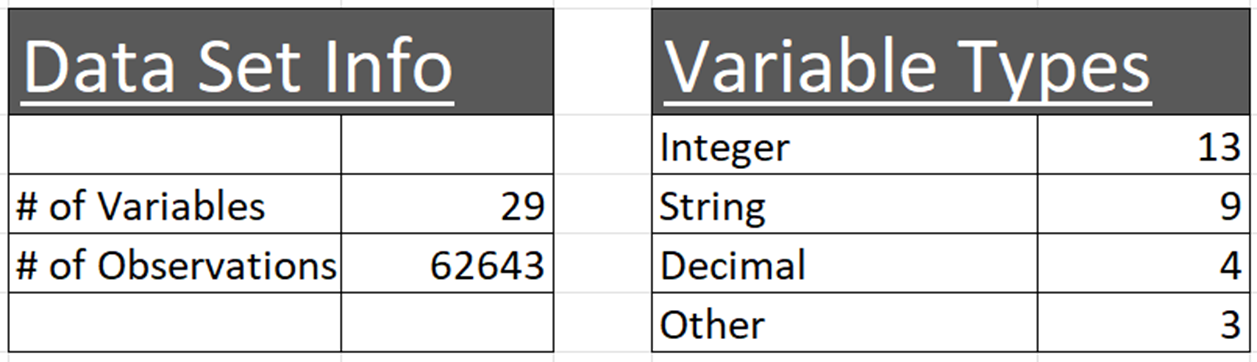 Data Set Info
# of Variables 29
# of Observations 62643
Variable Types
Integer 13
String 9
Decimal 4
Other 3